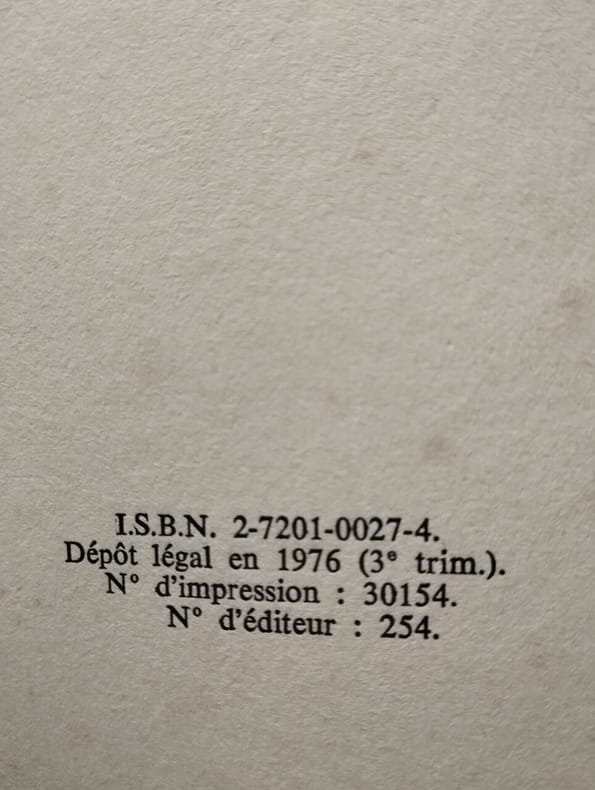 I.S.B.N. 2-7201-0027-4.
Dépôt légal en 1976 (3e trim.).
N° d'impression : 30154.
N° d'éditeur : 254.